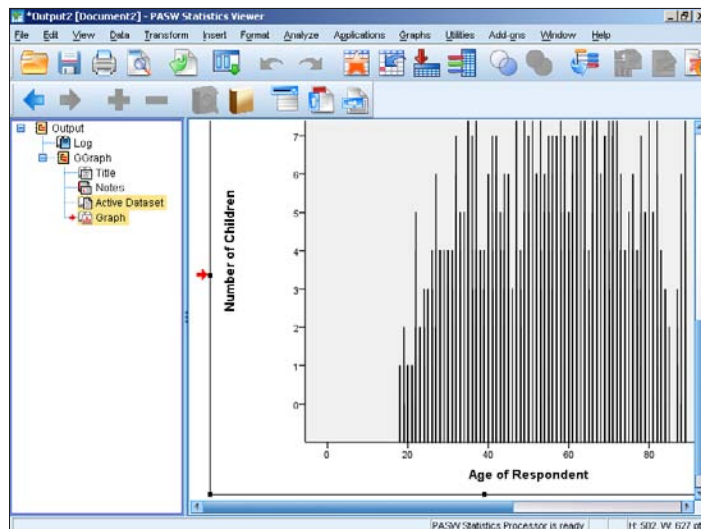 *Output2 [Document2] - PASW Statistics Viewer
File Edit View Data Transform Insert Format Analyze Applications Graphs Utilities Add-ons Window Help
Output
Log
GGraph
Title
Notes
Active Dataset
Graph
Number of Children
7
6
5
4
3
2
1
0
0 20 40 60 80
Age of Respondent
PASW Statistics Processor is ready H: 502, W: 627 pt